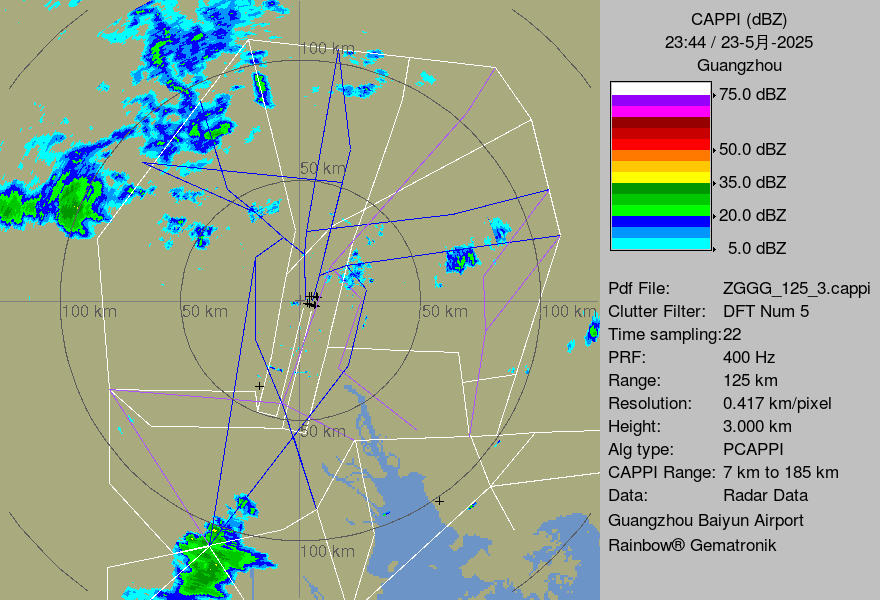 CAPPI (dBZ)
23:44 / 23-5月-2025
Guangzhou
75.0 dBZ
50.0 dBZ
35.0 dBZ
20.0 dBZ
5.0 dBZ
Pdf File: ZGGG_125_3.cappi
Clutter Filter: DFT Num 5
Time sampling:22
PRF: 400 Hz
Range: 125 km
Resolution: 0.417 km/pixel
Height: 3.000 km
Alg type: PCAPPI
CAPPI Range: 7 km to 185 km
Data: Radar Data
Guangzhou Baiyun Airport
Rainbow® Gematronik
100 km
50 km
100 km
50 km
50 km
100 km
50 km
100 km